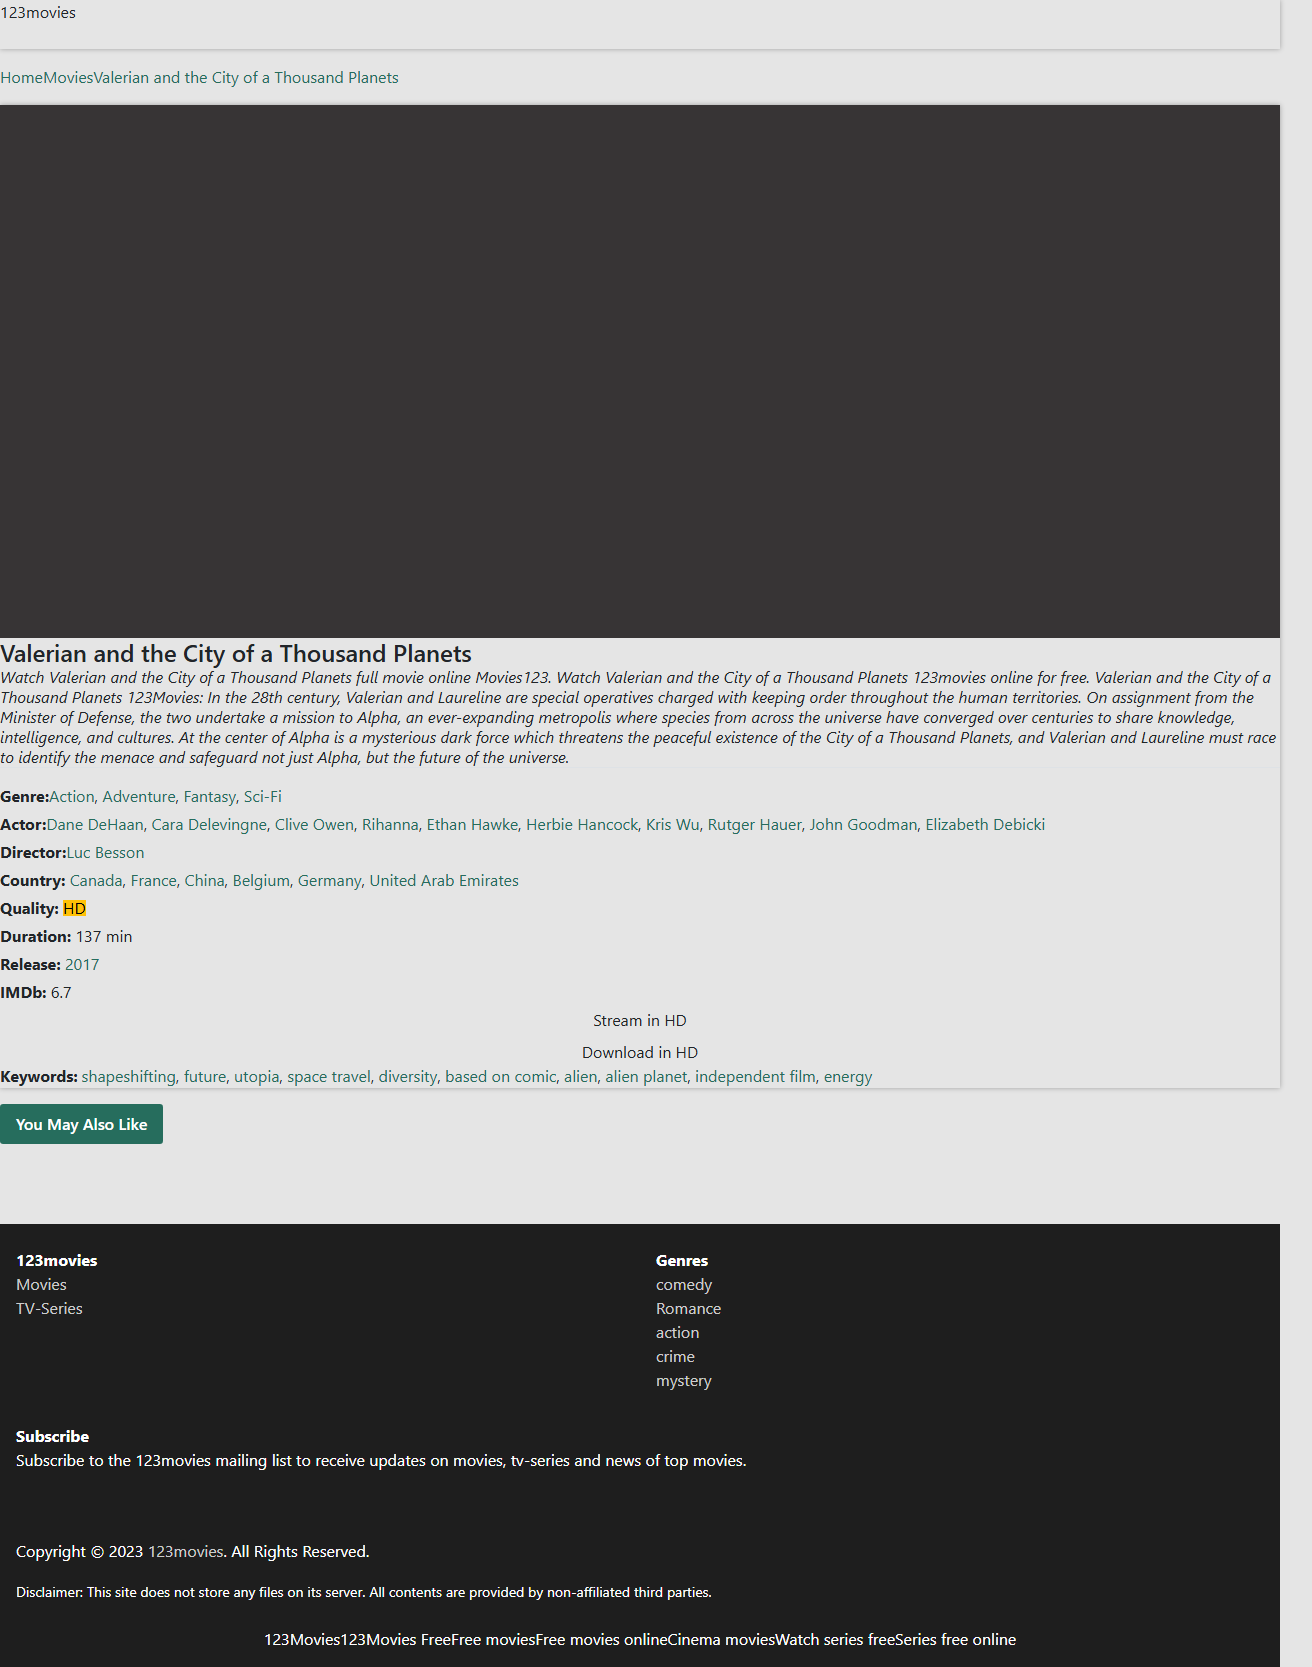 123movies
HomeMoviesValerian and the City of a Thousand Planets
Valerian and the City of a Thousand Planets
Watch Valerian and the City of a Thousand Planets full movie online Movies123. Watch Valerian and the City of a Thousand Planets 123movies online for free. Valerian and the City of a
Thousand Planets 123Movies: In the 28th century, Valerian and Laureline are special operatives charged with keeping order throughout the human territories. On assignment from the
Minister of Defense, the two undertake a mission to Alpha, an ever-expanding metropolis where species from across the universe have converged over centuries to share knowledge,
intelligence, and cultures. At the center of Alpha is a mysterious dark force which threatens the peaceful existence of the City of a Thousand Planets, and Valerian and Laureline must race
to identify the menace and safeguard not just Alpha, but the future of the universe.
Genre:Action, Adventure, Fantasy, Sci-Fi
Actor:Dane DeHaan, Cara Delevingne, Clive Owen, Rihanna, Ethan Hawke, Herbie Hancock, Kris Wu, Rutger Hauer, John Goodman, Elizabeth Debicki
Director:Luc Besson
Country: Canada, France, China, Belgium, Germany, United Arab Emirates
Quality: HD
Duration: 137 min
Release: 2017
IMDb: 6.7
Stream in HD
Download in HD
Keywords: shapeshifting, future, utopia, space travel, diversity, based on comic, alien, alien planet, independent film, energy
You May Also Like
123movies
Movies
TV-Series
Genres
comedy
Romance
action
crime
mystery
Subscribe
Subscribe to the 123movies mailing list to receive updates on movies, tv-series and news of top movies.
Copyright © 2023 123movies. All Rights Reserved.
Disclaimer: This site does not store any files on its server. All contents are provided by non-affiliated third parties.
123Movies123Movies FreeFree moviesFree movies onlineCinema moviesWatch series freeSeries free online